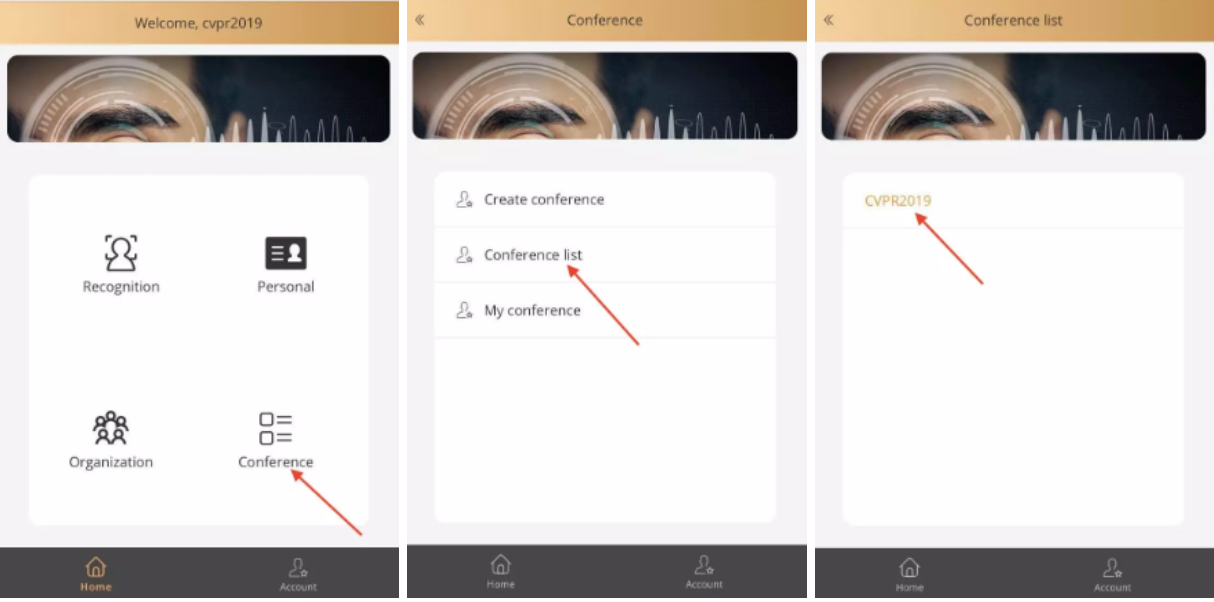 Welcome, cvpr2019
Recognition
Personal
Organization
Conference
Home
Account
Conference
Create conference
Conference list
My conference
Home
Account
Conference list
CVPR2019
Home
Account